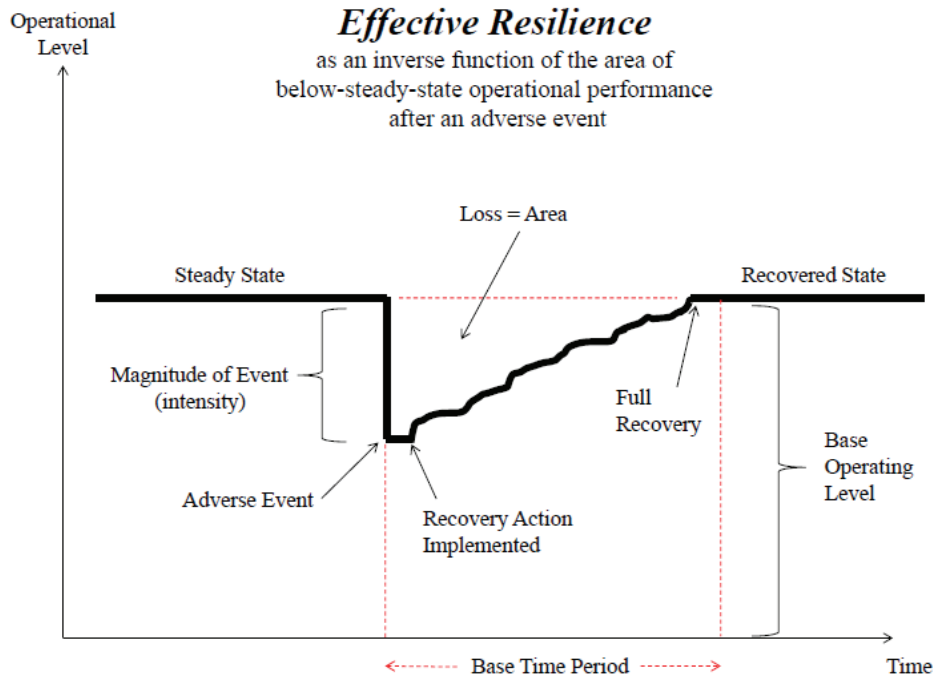 Operational
Level
Effective Resilience
as an inverse function of the area of
below-steady-state operational performance
after an adverse event
Loss = Area
Steady State
Recovered State
Magnitude of Event
(intensity)
Full
Recovery
Base
Operating
Level
Adverse Event
Recovery Action
Implemented
Base Time Period
Time